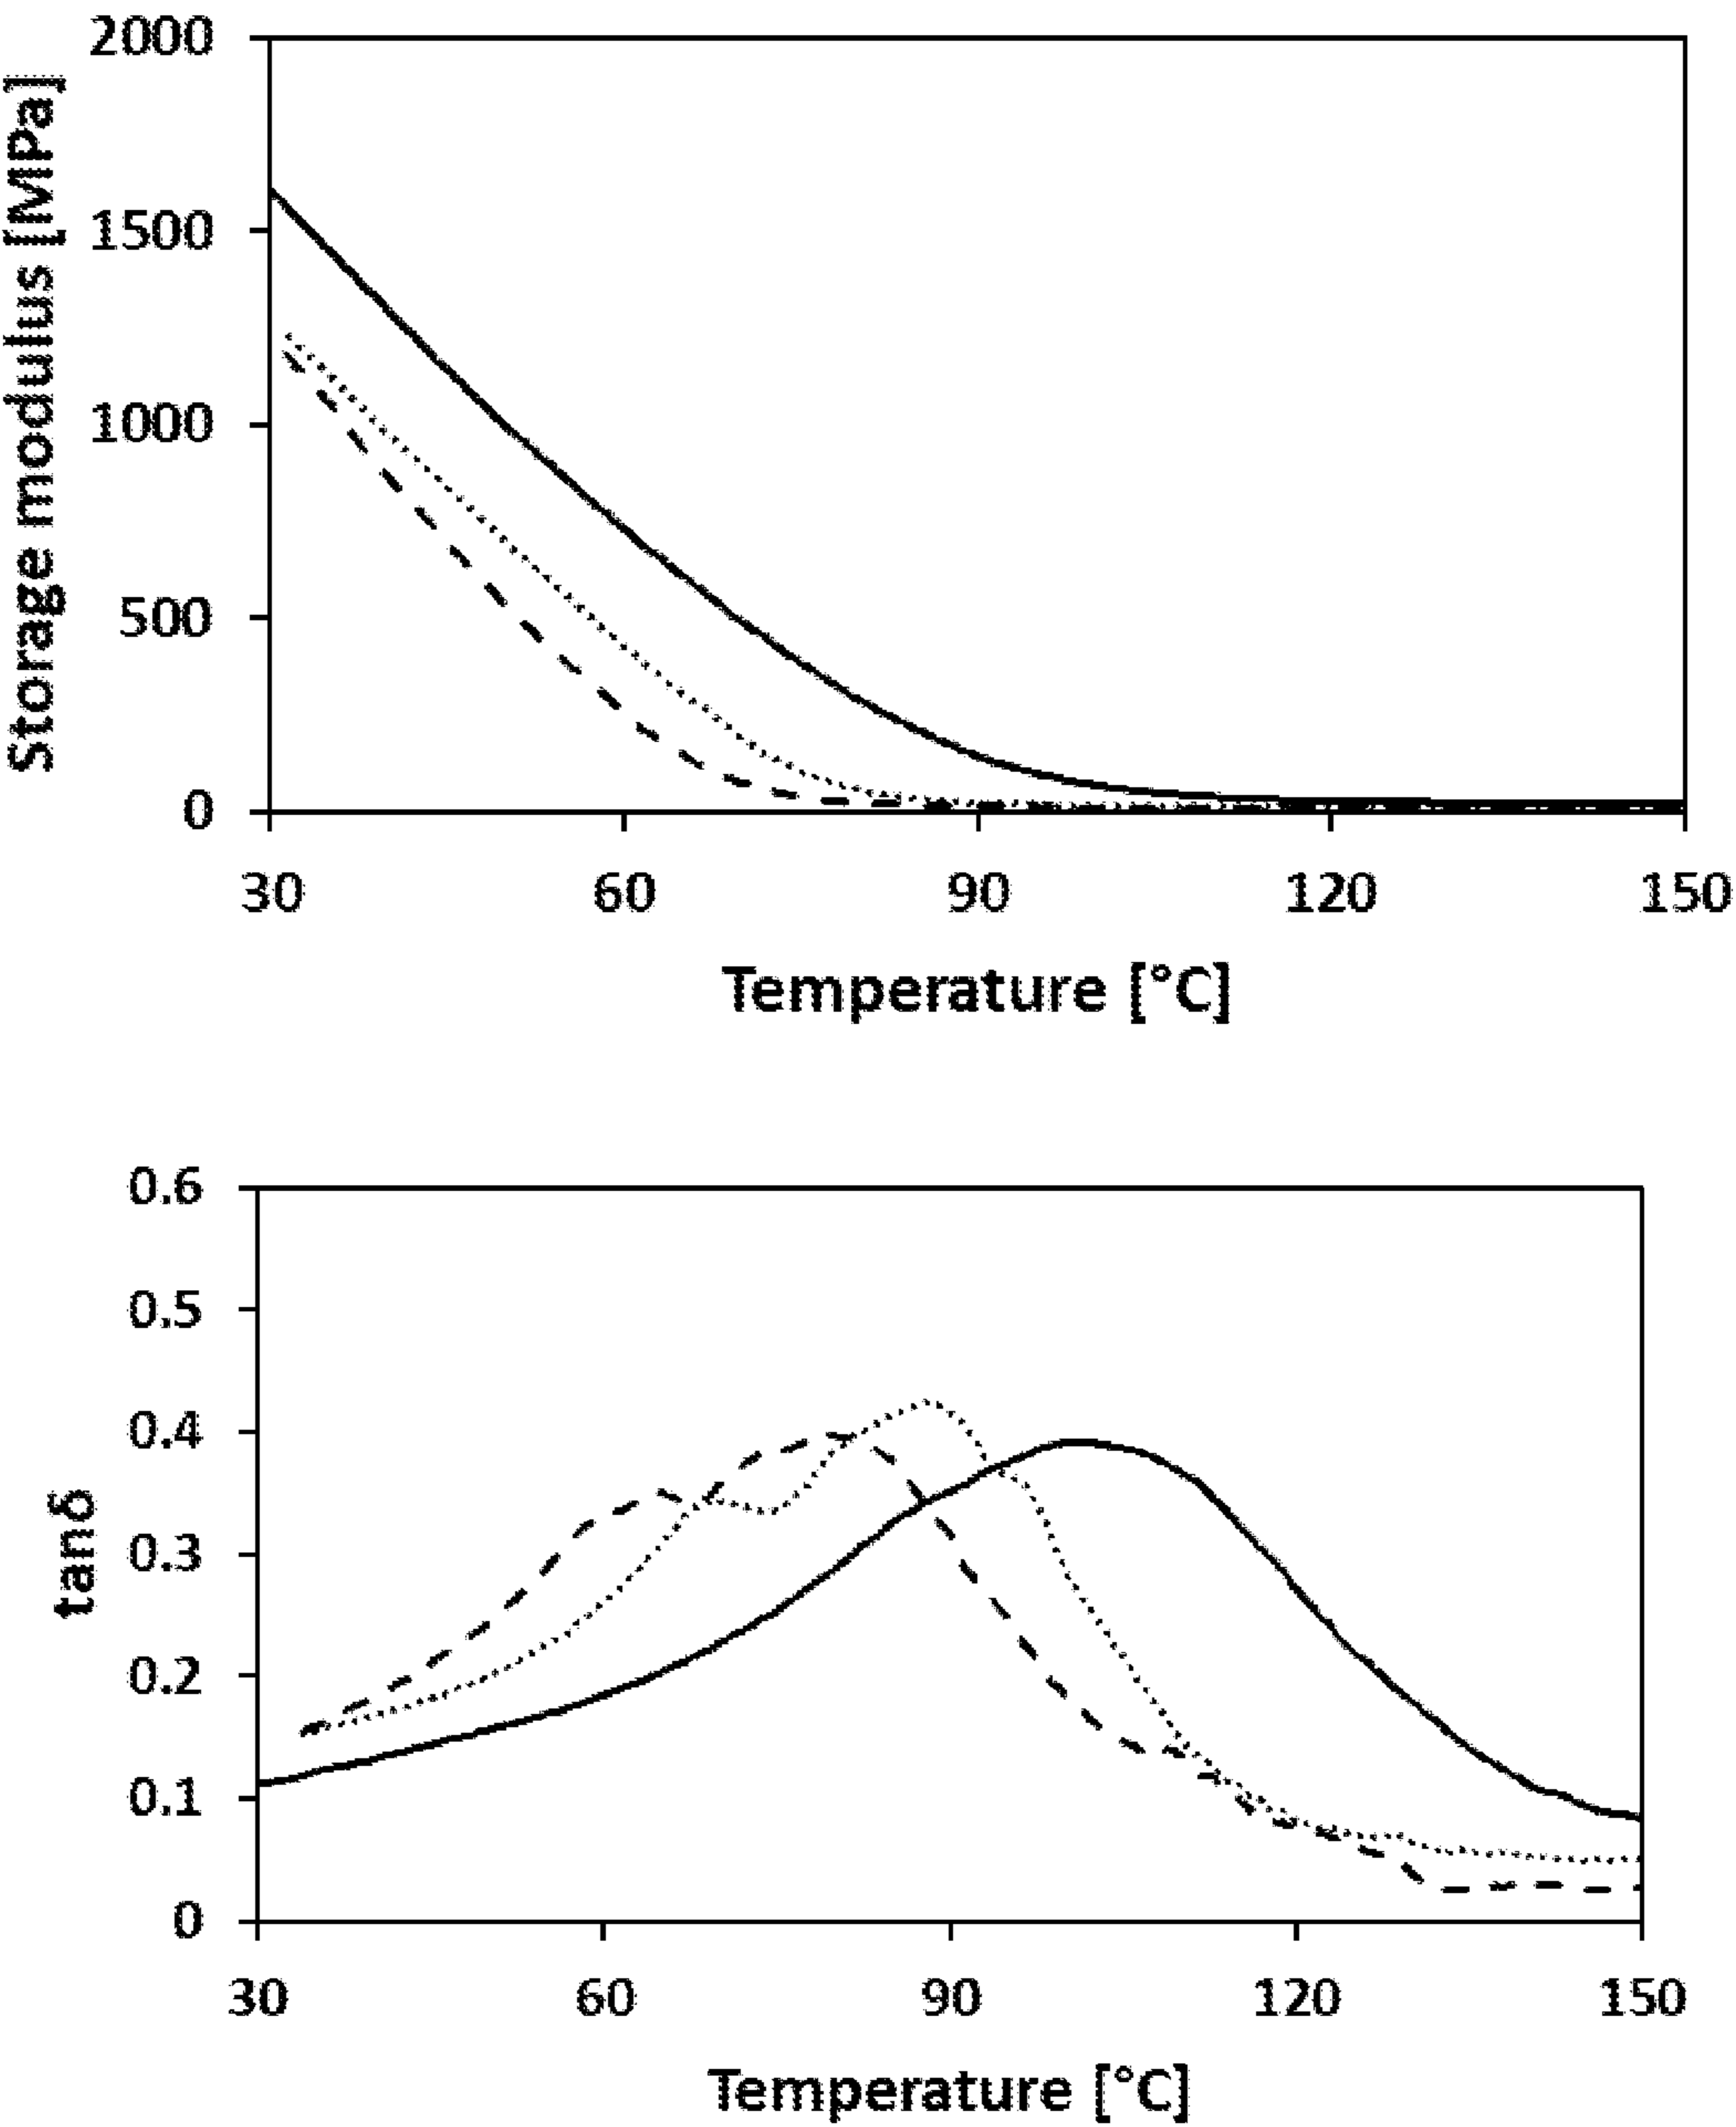 2000
1500
1000
500
0
Storage modulus [MPa]
30 60 90 120 150
Temperature [°C]
0.6
0.5
0.4
0.3
0.2
0.1
0
tanδ
30 60 90 120 150
Temperature [°C]